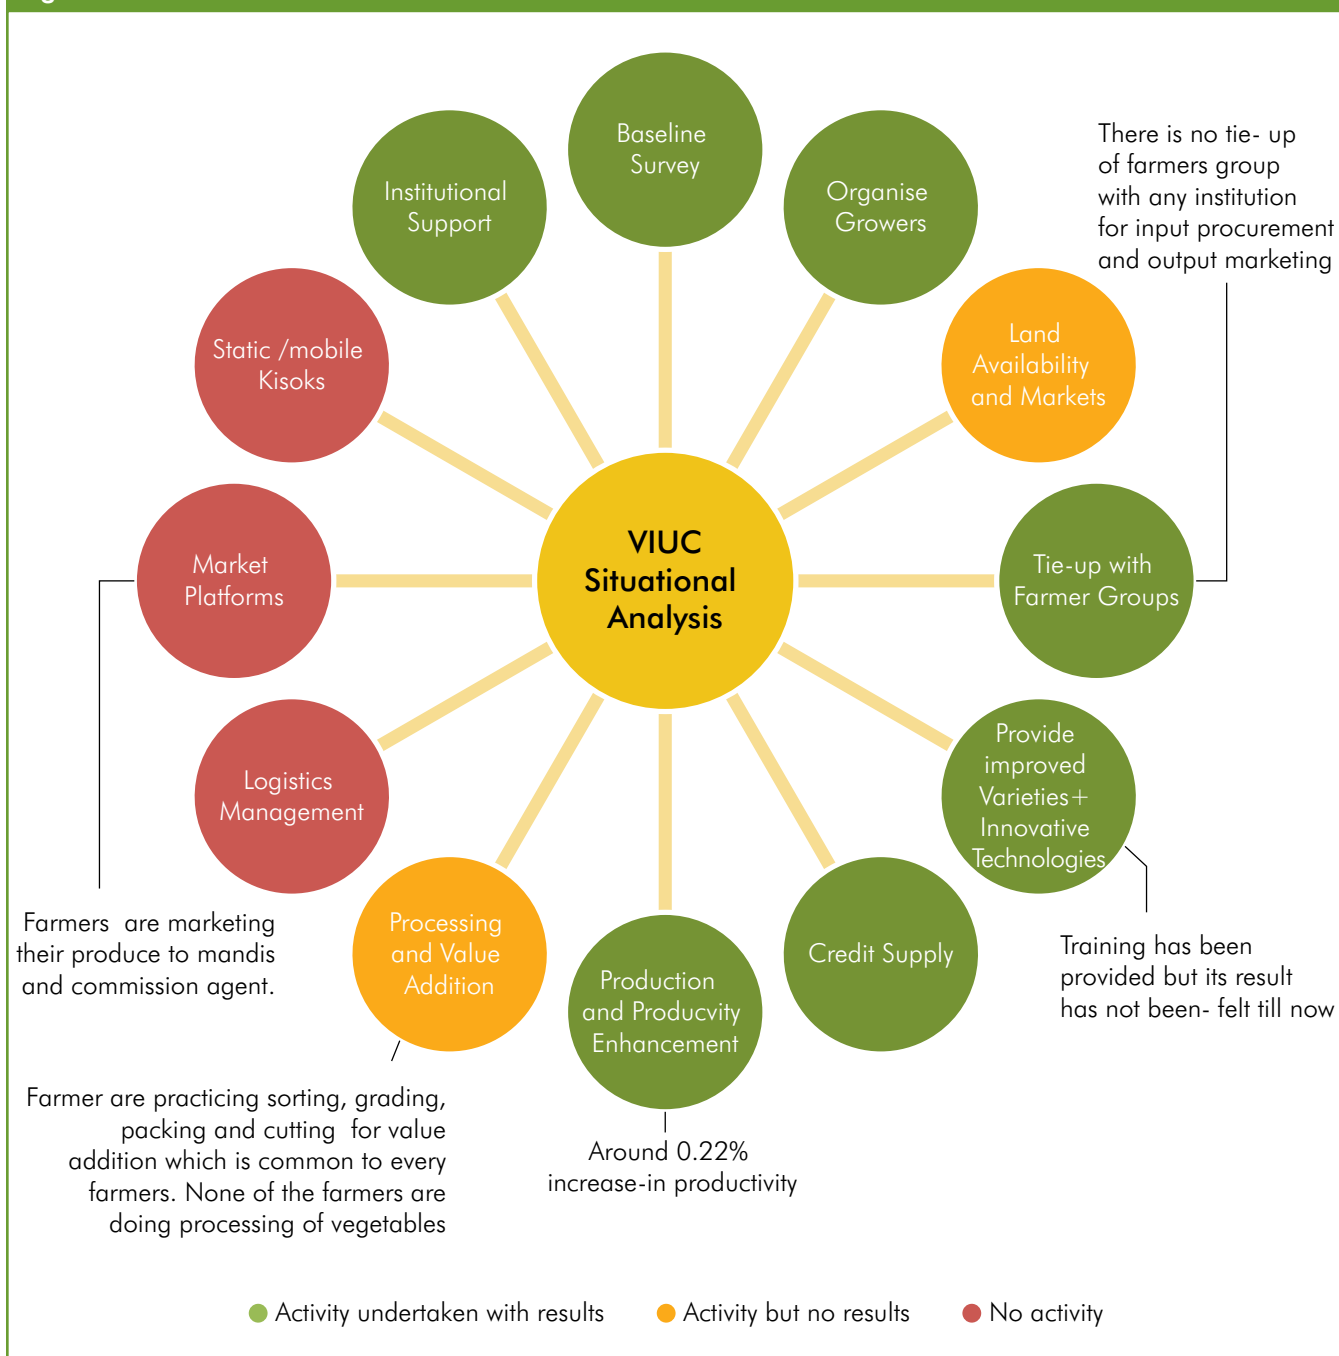 Baseline
Survey
Organise
Growers
Land
Availability
and Markets
Tie-up with
Farmer Groups
Provide
improved
Varieties+
Innovative
Technologies
Credit Supply
Production
and Producvity
Enhancement
Processing
and Value
Addition
Logistics
Management
Market
Platforms
Static /mobile
Kisoks
Institutional
Support
VIUC
Situational
Analysis
There is no tie- up
of farmers group
with any institution
for input procurement
and output marketing
Training has been
provided but its result
has not been- felt till now
Around 0.22%
increase-in productivity
Farmer are practicing sorting, grading,
packing and cutting for value
addition which is common to every
farmers. None of the farmers are
doing processing of vegetables
Farmers are marketing
their produce to mandis
and commission agent.
Activity undertaken with results
Activity but no results
No activity